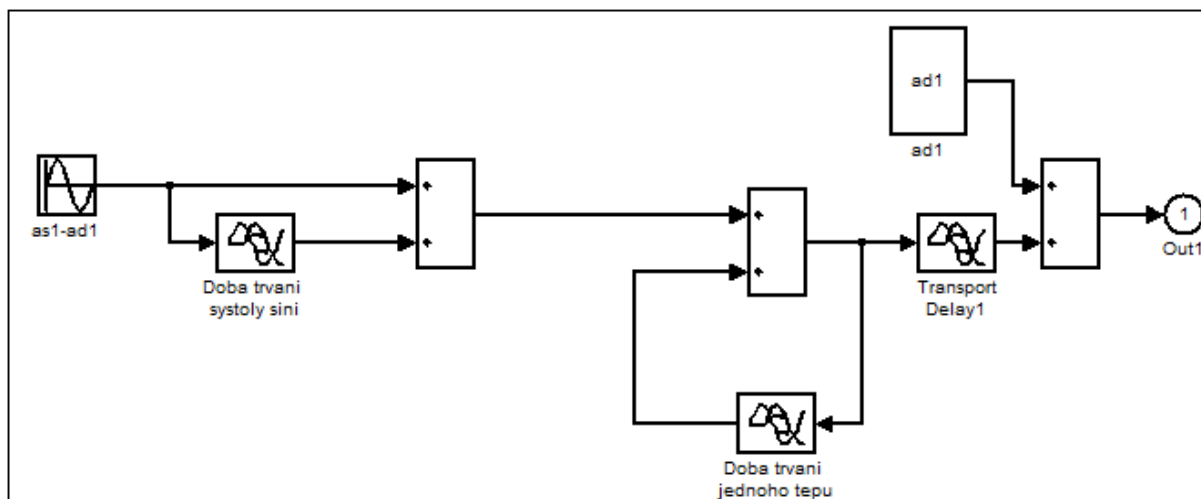 ad1
ad1
as1-ad1
Doba trvani
systoly sini
Transport
Delay1
1
Out1
Doba trvani
jednoho tepu